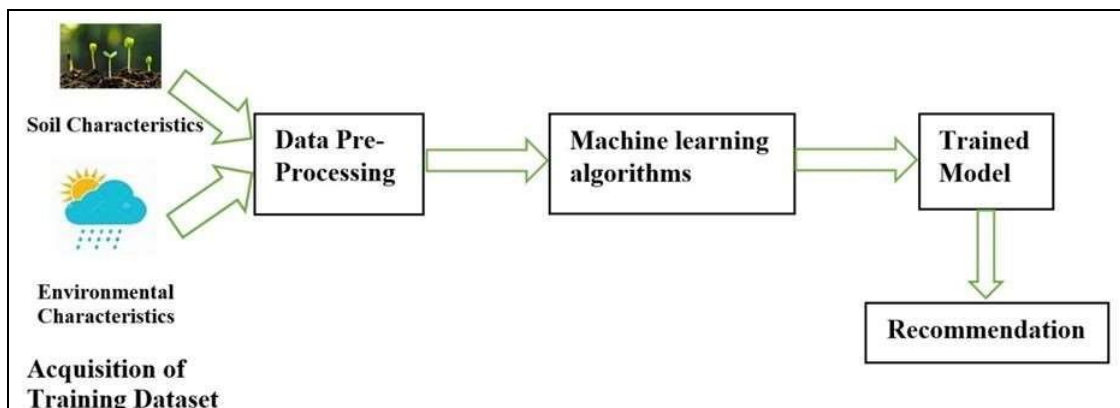 Soil Characteristics
Environmental
Characteristics
Acquisition of
Training Dataset
Data Pre-
Processing
Machine learning
algorithms
Trained
Model
Recommendation